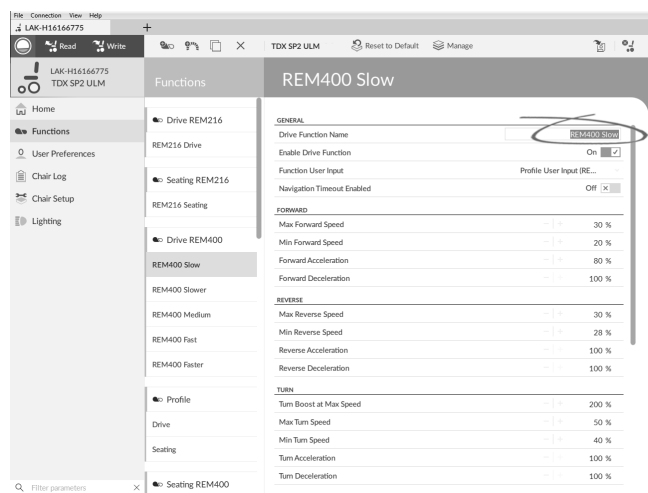 File Connection View Help
LAK-H16166775
Read Write TDX SP2 ULM Reset to Default Manage
LAK-H16166775
TDX SP2 ULM
Functions
REM400 Slow
Home
Functions
User Preferences
Chair Log
Chair Setup
Lighting
Filter parameters
Drive REM216
REM216 Drive
Seating REM216
REM216 Seating
Drive REM400
REM400 Slow
REM400 Slower
REM400 Medium
REM400 Fast
REM400 Faster
Profile
Drive
Seating
Seating REM400
GENERAL
Drive Function Name REM400 Slow
Enable Drive Function On
Function User Input Profile User Input (RE...
Navigation Timeout Enabled Off
FORWARD
Max Forward Speed - + 30 %
Min Forward Speed - + 20 %
Forward Acceleration - + 80 %
Forward Deceleration - + 100 %
REVERSE
Max Reverse Speed - + 30 %
Min Reverse Speed - + 28 %
Reverse Acceleration - + 100 %
Reverse Deceleration - + 100 %
TURN
Turn Boost at Max Speed - + 200 %
Max Turn Speed - + 50 %
Min Turn Speed - + 40 %
Turn Acceleration - + 100 %
Turn Deceleration - + 100 %